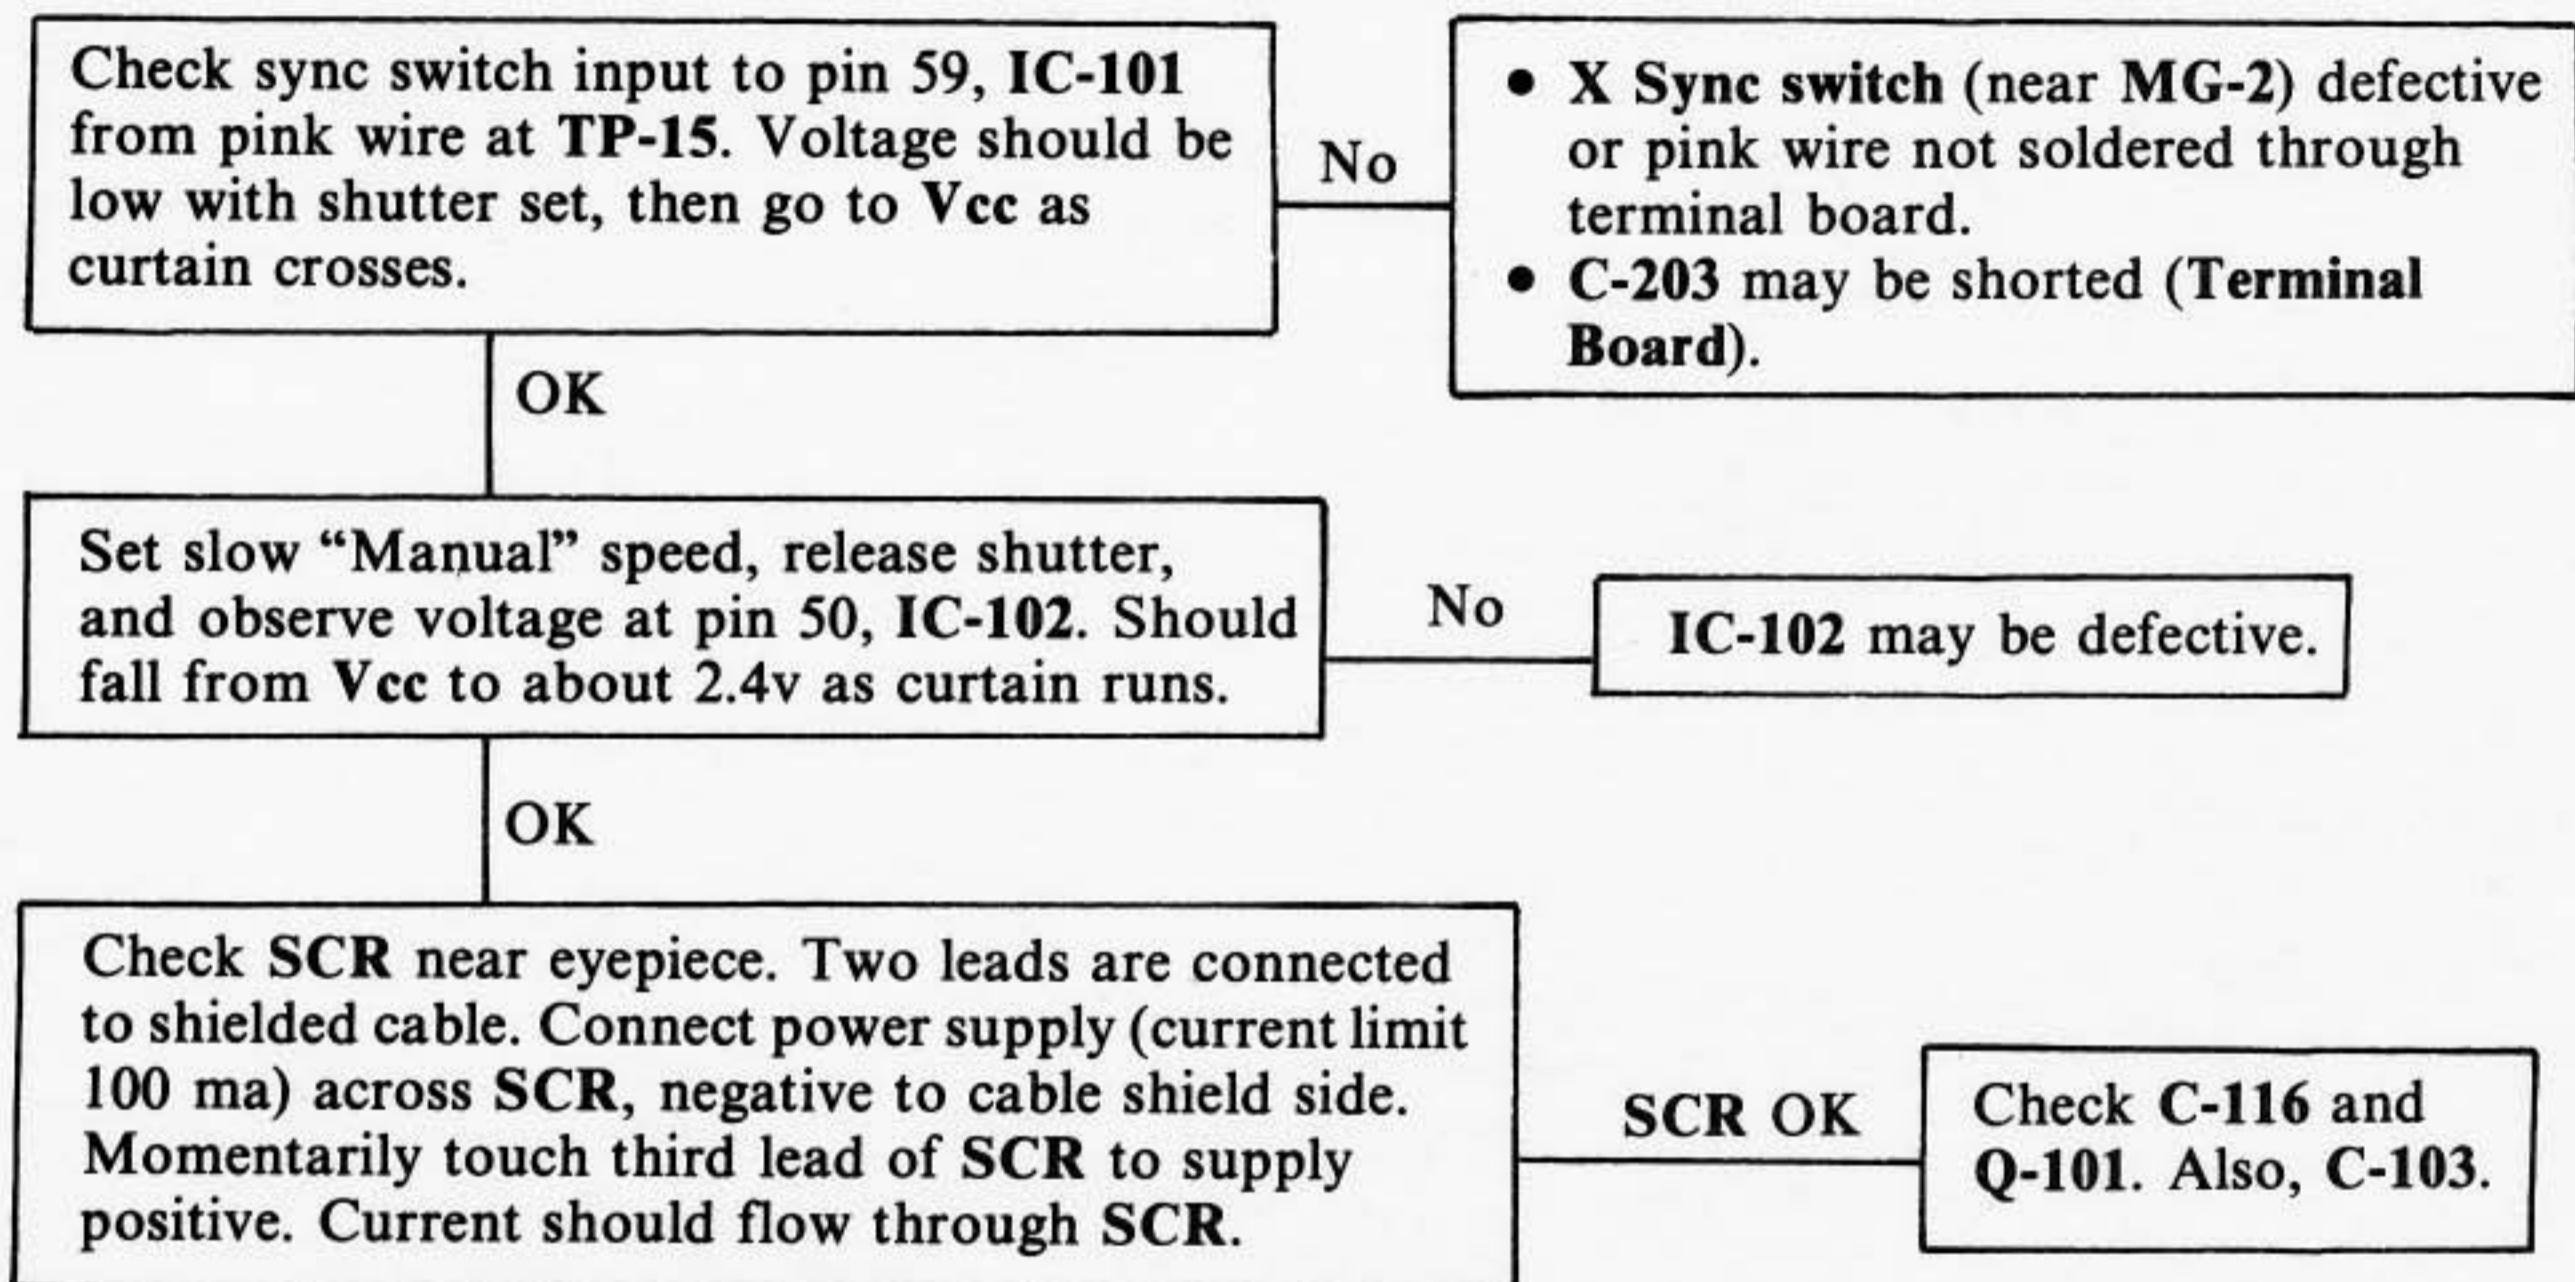 Check sync switch input to pin 59, IC-101
from pink wire at TP-15. Voltage should be
low with shutter set, then go to Vcc as
curtain crosses.
No
• X Sync switch (near MG-2) defective
or pink wire not soldered through
terminal board.
• C-203 may be shorted (Terminal
Board).
OK
Set slow “Manual” speed, release shutter,
and observe voltage at pin 50, IC-102. Should
fall from Vcc to about 2.4v as curtain runs.
No
IC-102 may be defective.
OK
Check SCR near eyepiece. Two leads are connected
to shielded cable. Connect power supply (current limit
100 ma) across SCR, negative to cable shield side.
Momentarily touch third lead of SCR to supply
positive. Current should flow through SCR.
SCR OK
Check C-116 and
Q-101. Also, C-103.